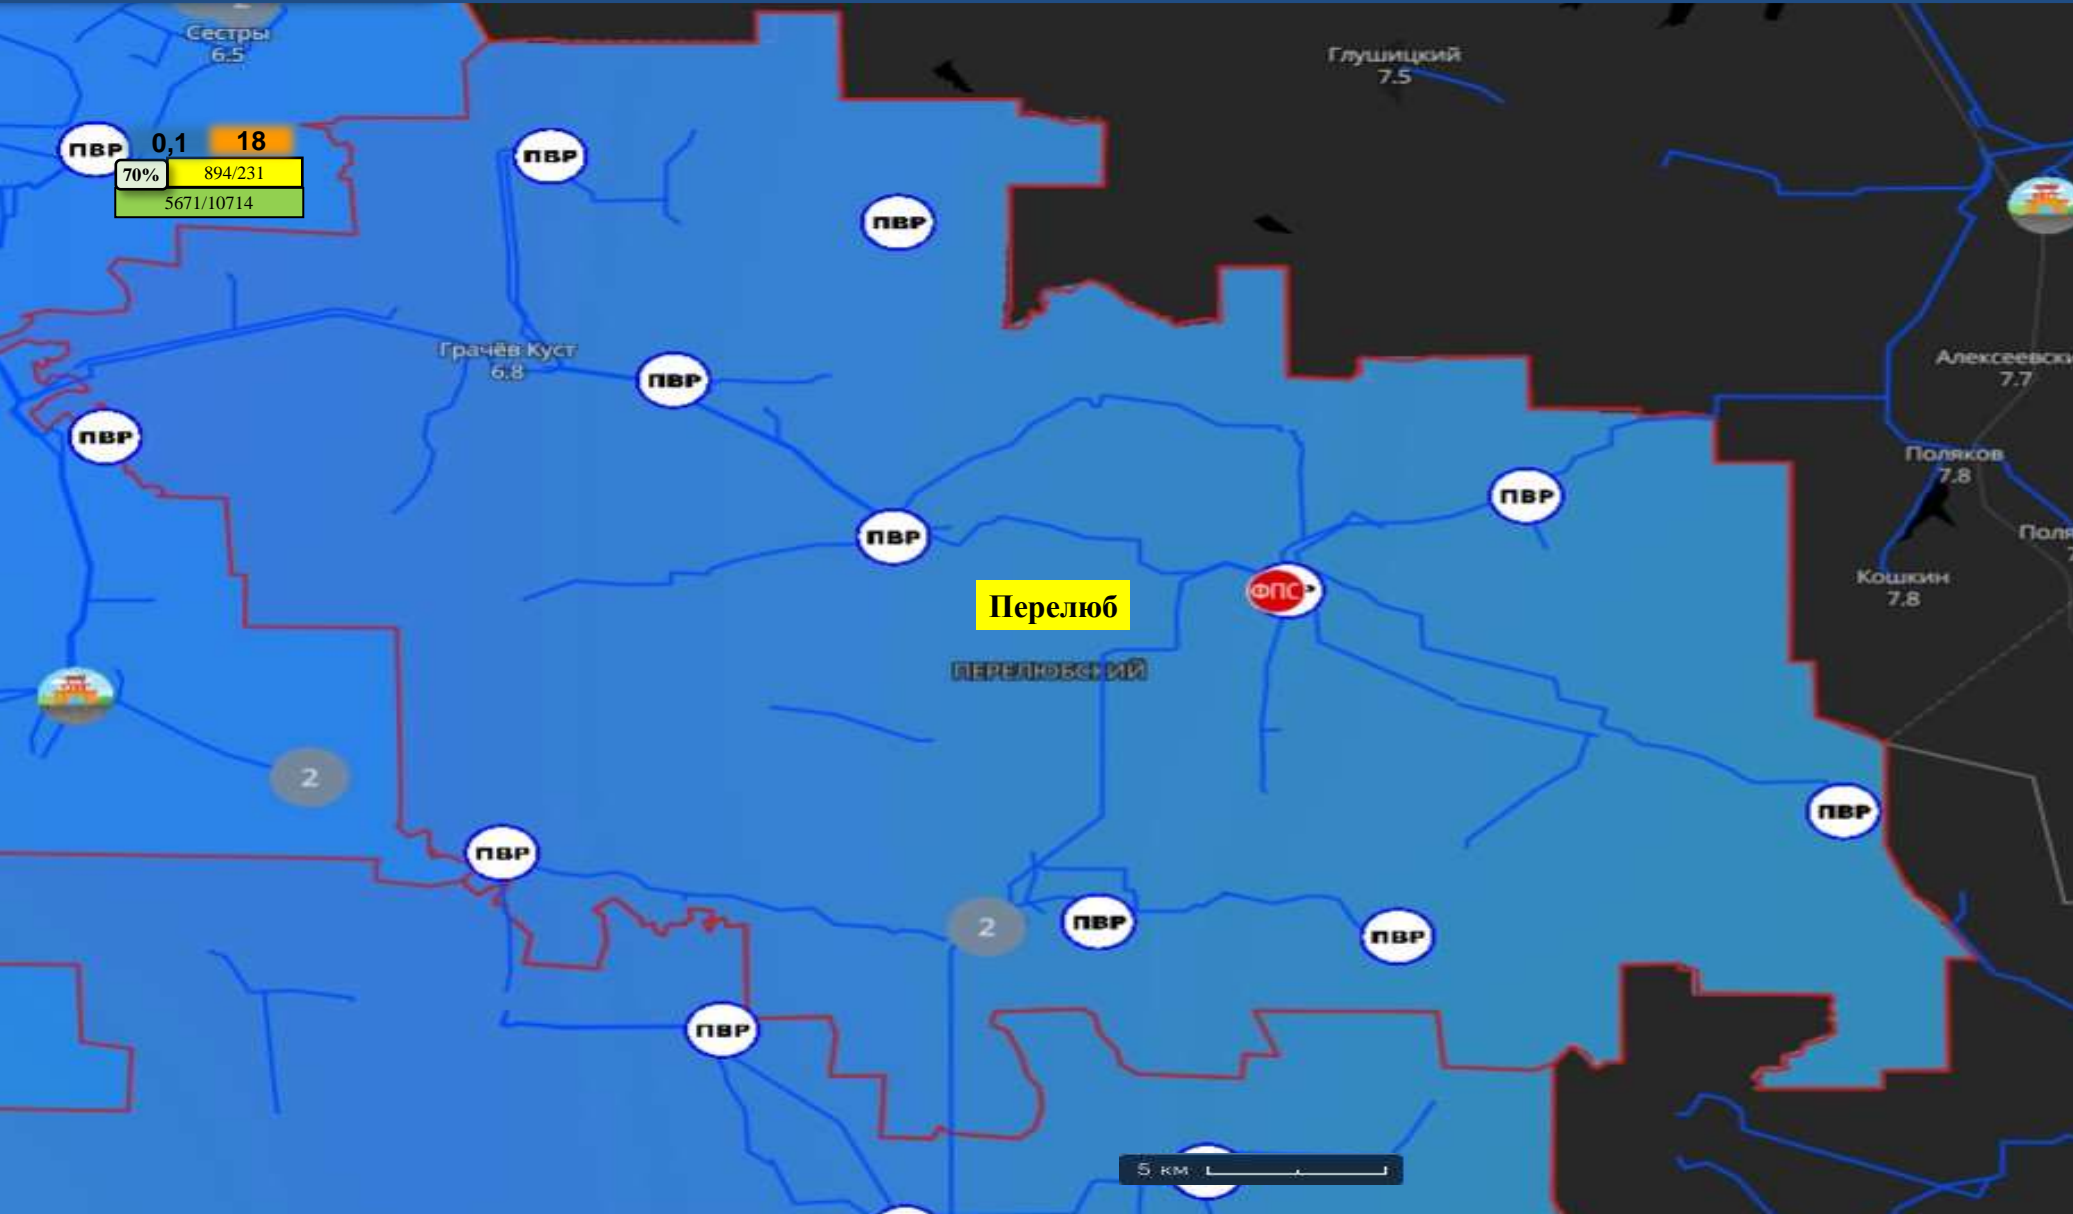 2
Сестры
6.5
Глушицкий
7.5
ПВР
0,1
18
70%
894/231
5671/10714
ПВР
ПВР
Грачёв Куст
6.8
ПВР
ПВР
Алексеевски
7.7
Поляков
7.8
ПВР
ПВР
Поля
Кошкин
7.8
ФПС
Перелюб
ПЕРЕЛЮБСКИЙ
2
ПВР
ПВР
2
ПВР
ПВР
ПВР
5 км